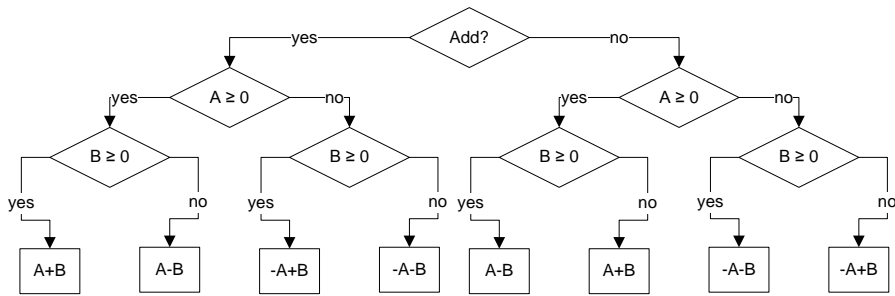 Add?
yes
no
A ≥ 0
A ≥ 0
yes
no
yes
no
B ≥ 0
B ≥ 0
B ≥ 0
B ≥ 0
yes
no
yes
no
yes
no
yes
no
A+B
A-B
-A+B
-A-B
A-B
A+B
-A-B
-A+B